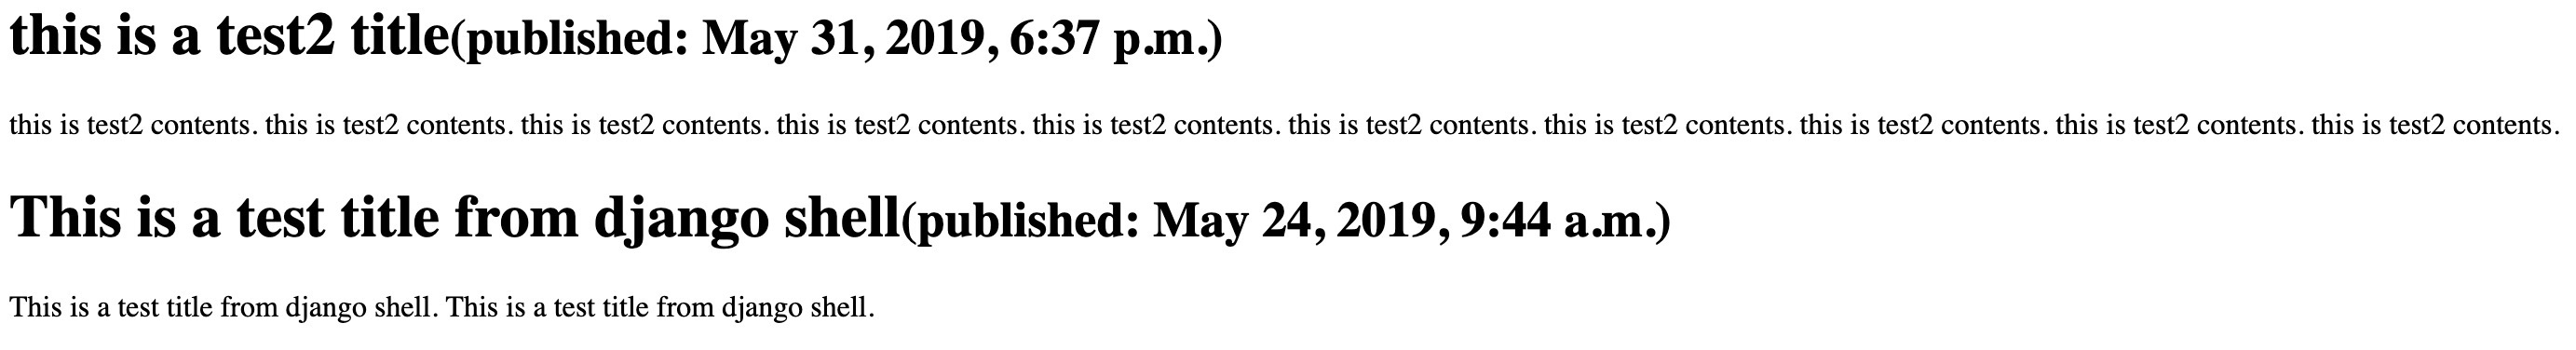 this is a test2 title(published: May 31, 2019, 6:37 p.m.)
this is test2 contents. this is test2 contents. this is test2 contents. this is test2 contents. this is test2 contents. this is test2 contents. this is test2 contents. this is test2 contents. this is test2 contents. this is test2 contents.
This is a test title from django shell(published: May 24, 2019, 9:44 a.m.)
This is a test title from django shell. This is a test title from django shell.